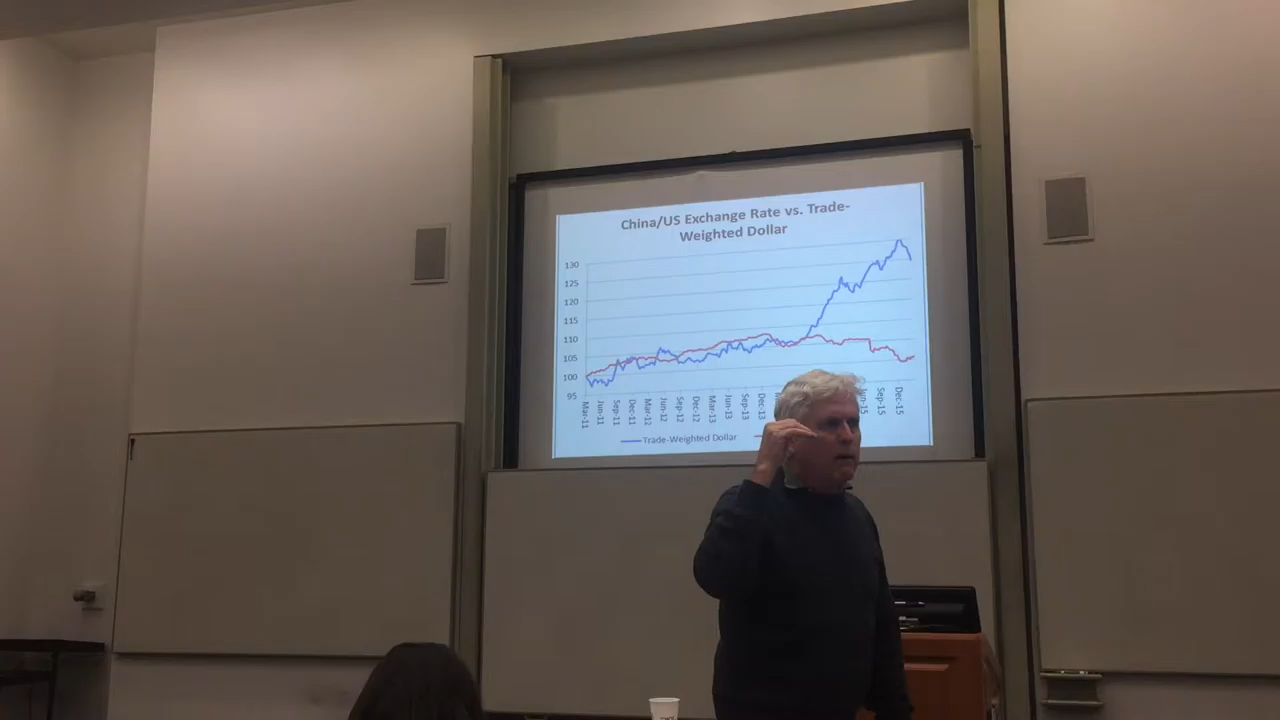 China/US Exchange Rate vs. Trade-
Weighted Dollar
130
125
120
115
110
105
100
95
Mar-11
Jun-11
Sep-11
Dec-11
Mar-12
Jun-12
Sep-12
Dec-12
Mar-13
Jun-13
Sep-13
Dec-13
Sep-15
Dec-15
Trade-Weighted Dollar